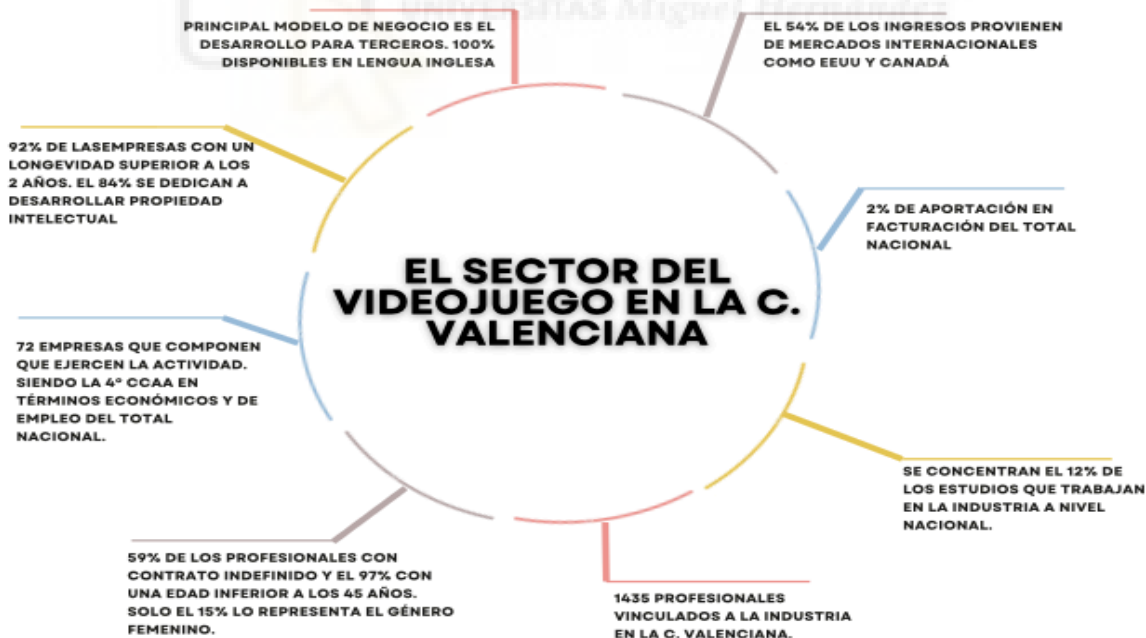 UNIVERSITAS Miguel Hernández
PRINCIPAL MODELO DE NEGOCIO ES EL
DESARROLLO PARA TERCEROS. 100%
DISPONIBLES EN LENGUA INGLESA
EL 54% DE LOS INGRESOS PROVIENEN
DE MERCADOS INTERNACIONALES
COMO EEUU Y CANADÁ
92% DE LASEMPRESAS CON UN
LONGEVIDAD SUPERIOR A LOS
2 AÑOS. EL 84% SE DEDICAN A
DESARROLLAR PROPIEDAD
INTELECTUAL
2% DE APORTACIÓN EN
FACTURACIÓN DEL TOTAL
NACIONAL
EL SECTOR DEL
VIDEOJUEGO EN LA C.
VALENCIANA
72 EMPRESAS QUE COMPONEN
QUE EJERCEN LA ACTIVIDAD.
SIENDO LA 4º CCAA EN
TÉRMINOS ECONÓMICOS Y DE
EMPLEO DEL TOTAL
NACIONAL.
SE CONCENTRAN EL 12% DE
LOS ESTUDIOS QUE TRABAJAN
EN LA INDUSTRIA A NIVEL
NACIONAL.
59% DE LOS PROFESIONALES CON
CONTRATO INDEFINIDO Y EL 97% CON
UNA EDAD INFERIOR A LOS 45 AÑOS.
SOLO EL 15% LO REPRESENTA EL GÉNERO
FEMENINO.
1435 PROFESIONALES
VINCULADOS A LA INDUSTRIA
EN LA C. VALENCIANA.